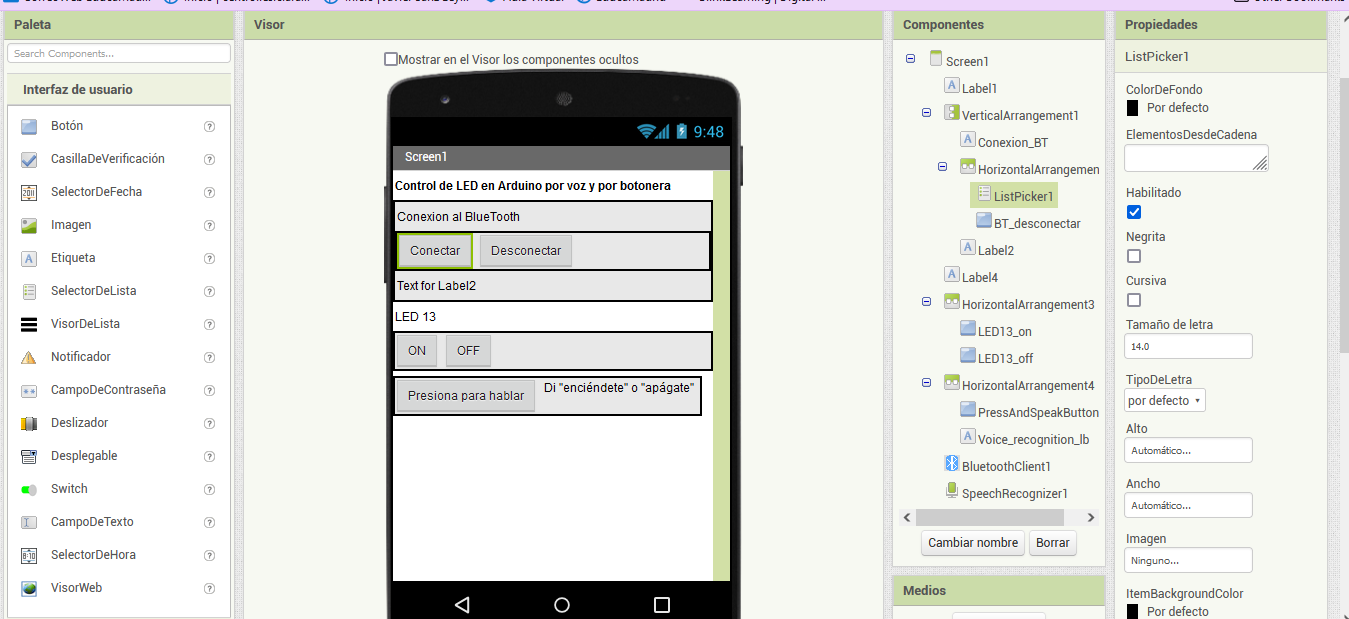 Paleta
Search Components...
Interfaz de usuario
Botón
CasillaDeVerificación
SelectorDeFecha
Imagen
Etiqueta
SelectorDeLista
VisorDeLista
Notificador
CampoDeContraseña
Deslizador
Desplegable
Switch
CampoDeTexto
SelectorDeHora
VisorWeb
Visor
Mostrar en el Visor los componentes ocultos
9:48
Screen1
Control de LED en Arduino por voz y por botonera
Conexion al BlueTooth
Conectar Desconectar
Text for Label2
LED 13
ON OFF
Presiona para hablar Di "enciéndete" o "apágate"
Componentes
Screen1
Label1
VerticalArrangement1
Conexion_BT
HorizontalArrangemen
ListPicker1
BT_desconectar
Label2
Label4
HorizontalArrangement3
LED13_on
LED13_off
HorizontalArrangement4
PressAndSpeakButton
Voice_recognition_lb
BluetoothClient1
SpeechRecognizer1
Cambiar nombre Borrar
Medios
Propiedades
ListPicker1
ColorDeFondo
Por defecto
ElementosDesdeCadena
Habilitado
Negrita
Cursiva
Tamaño de letra
14.0
TipoDeLetra
por defecto
Alto
Automático...
Ancho
Automático...
Imagen
Ninguno...
ItemBackgroundColor
Por defecto